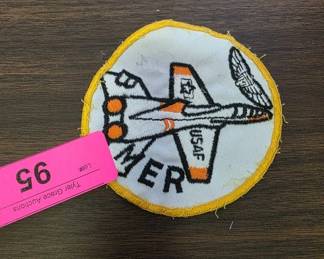 USAF
MER
Tyler Grace Auctions
Lot#
95